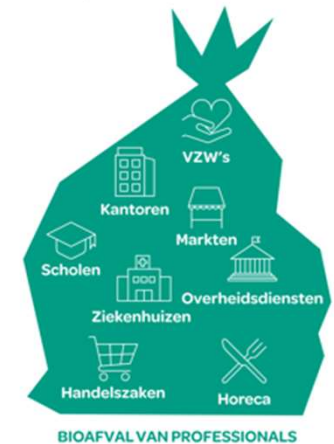 VZW's
Kantoren
Markten
Scholen
Overheidsdiensten
Ziekenhuizen
Handelszaken
Horeca
BIOAFVAL VAN PROFESSIONALS